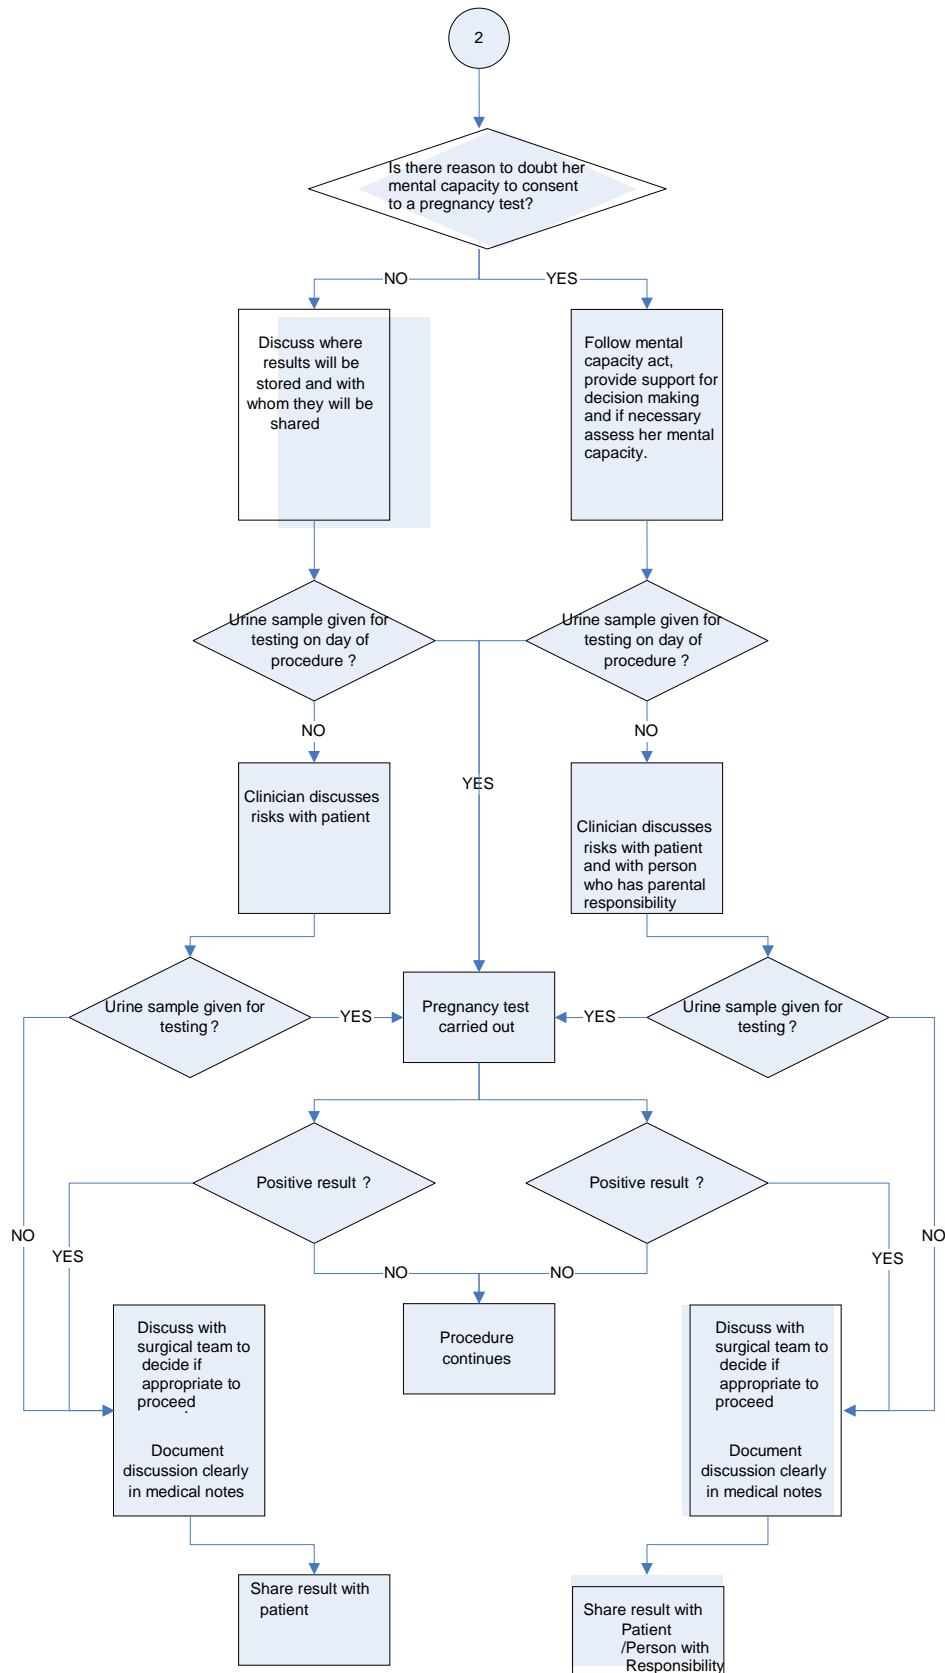 2
Is there reason to doubt her
mental capacity to consent
to a pregnancy test?
NO
YES
Discuss where
results will be
stored and with
whom they will be
shared
Follow mental
capacity act,
provide support for
decision making
and if necessary
assess her mental
capacity.
Urine sample given for
testing on day of
procedure ?
Urine sample given for
testing on day of
procedure ?
NO
NO
YES
Clinician discusses
risks with patient
Clinician discusses
risks with patient
and with person
who has parental
responsibility
Urine sample given for
testing ?
YES
Pregnancy test
carried out
YES
Urine sample given for
testing ?
Positive result ?
Positive result ?
NO
YES
NO
NO
YES
NO
Discuss with
surgical team to
decide if
appropriate to
proceed
Document
discussion clearly
in medical notes
Procedure
continues
Discuss with
surgical team to
decide if
appropriate to
proceed
Document
discussion clearly
in medical notes
Share result with
patient
Share result with
Patient
/Person with
Responsibility